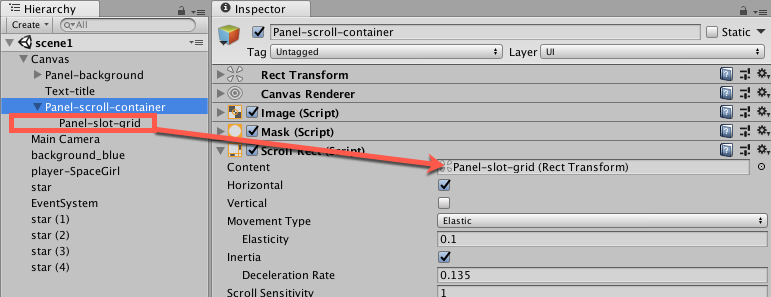 Hierarchy
Create
All
scene1
Canvas
Panel-background
Text-title
Panel-scroll-container
Panel-slot-grid
Main Camera
background_blue
player-SpaceGirl
star
EventSystem
star (1)
star (2)
star (3)
star (4)
Inspector
Panel-scroll-container Static
Tag Untagged Layer UI
Rect Transform
Canvas Renderer
Image (Script)
Mask (Script)
Scroll Rect (Script)
Content Panel-slot-grid (Rect Transform)
Horizontal
Vertical
Movement Type Elastic
Elasticity 0.1
Inertia
Deceleration Rate 0.135
Scroll Sensitivity 1